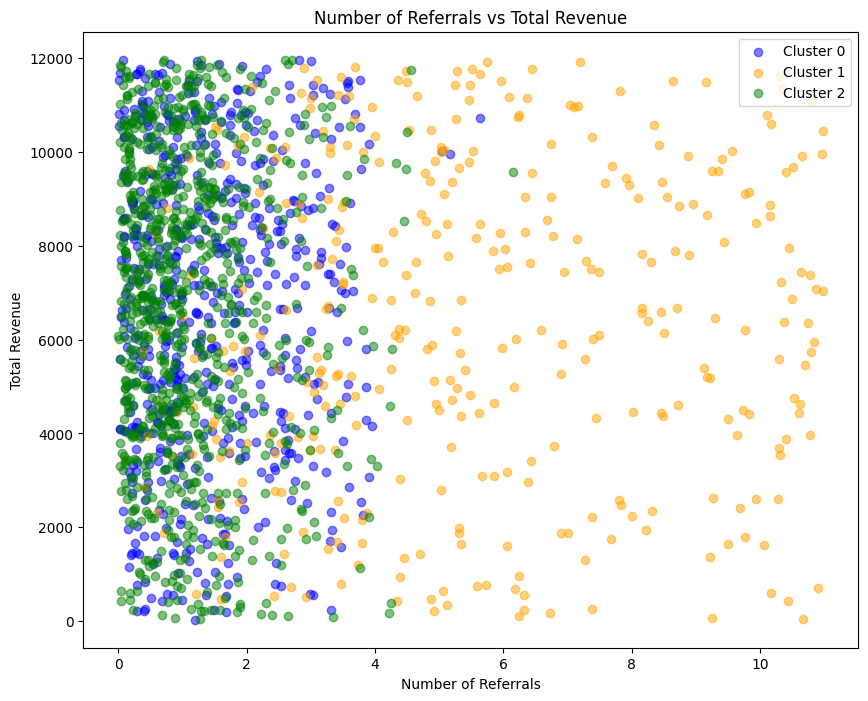 Number of Referrals vs Total Revenue
Cluster 0
Cluster 1
Cluster 2
Total Revenue
12000
10000
8000
6000
4000
2000
0
0 2 4 6 8 10
Number of Referrals